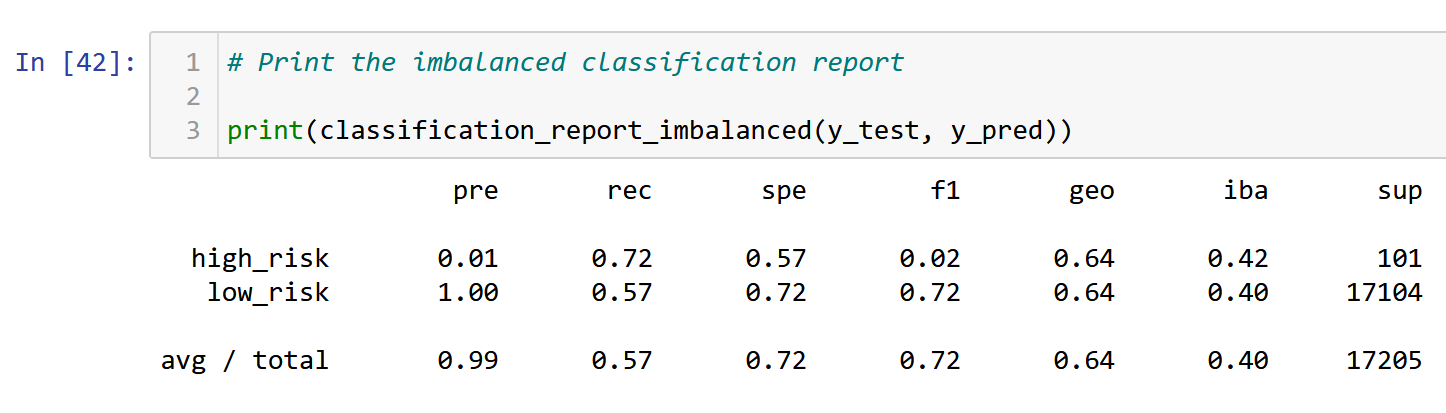 In [42]: 1 # Print the imbalanced classification report
2
3 print(classification_report_imbalanced(y_test, y_pred))
pre rec spe f1 geo iba sup
high_risk 0.01 0.72 0.57 0.02 0.64 0.42 101
low_risk 1.00 0.57 0.72 0.72 0.64 0.40 17104
avg / total 0.99 0.57 0.72 0.72 0.64 0.40 17205